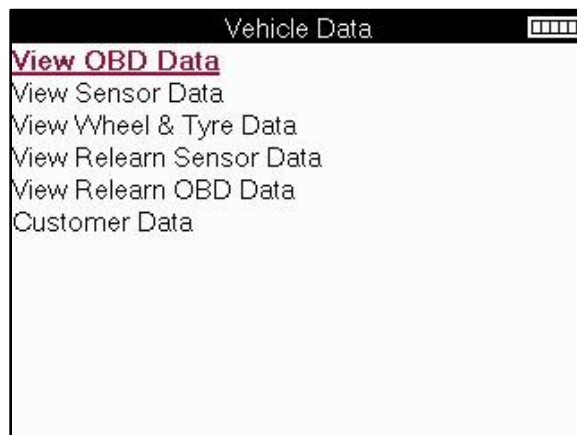 Vehicle Data
View OBD Data
View Sensor Data
View Wheel & Tyre Data
View Relearn Sensor Data
View Relearn OBD Data
Customer Data